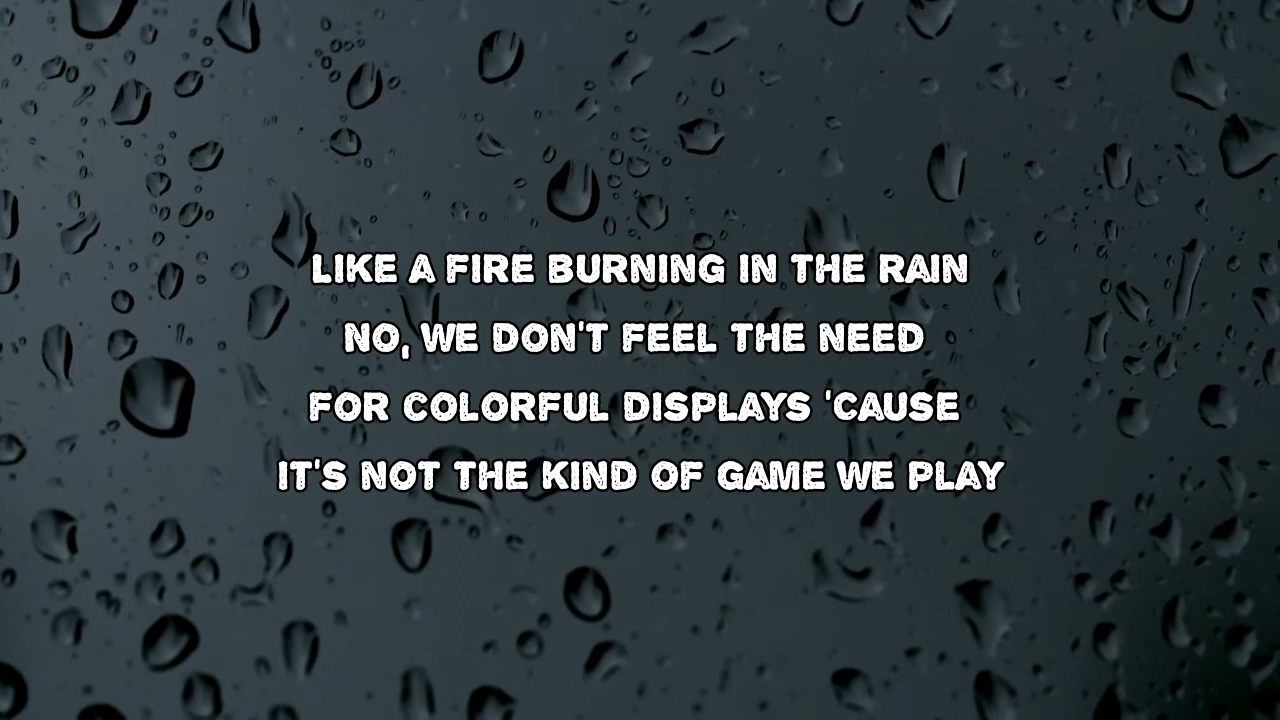 LIKE A FIRE BURNING IN THE RAIN
NO, WE DON'T FEEL THE NEED
FOR COLORFUL DISPLAYS 'CAUSE
IT'S NOT THE KIND OF GAME WE PLAY